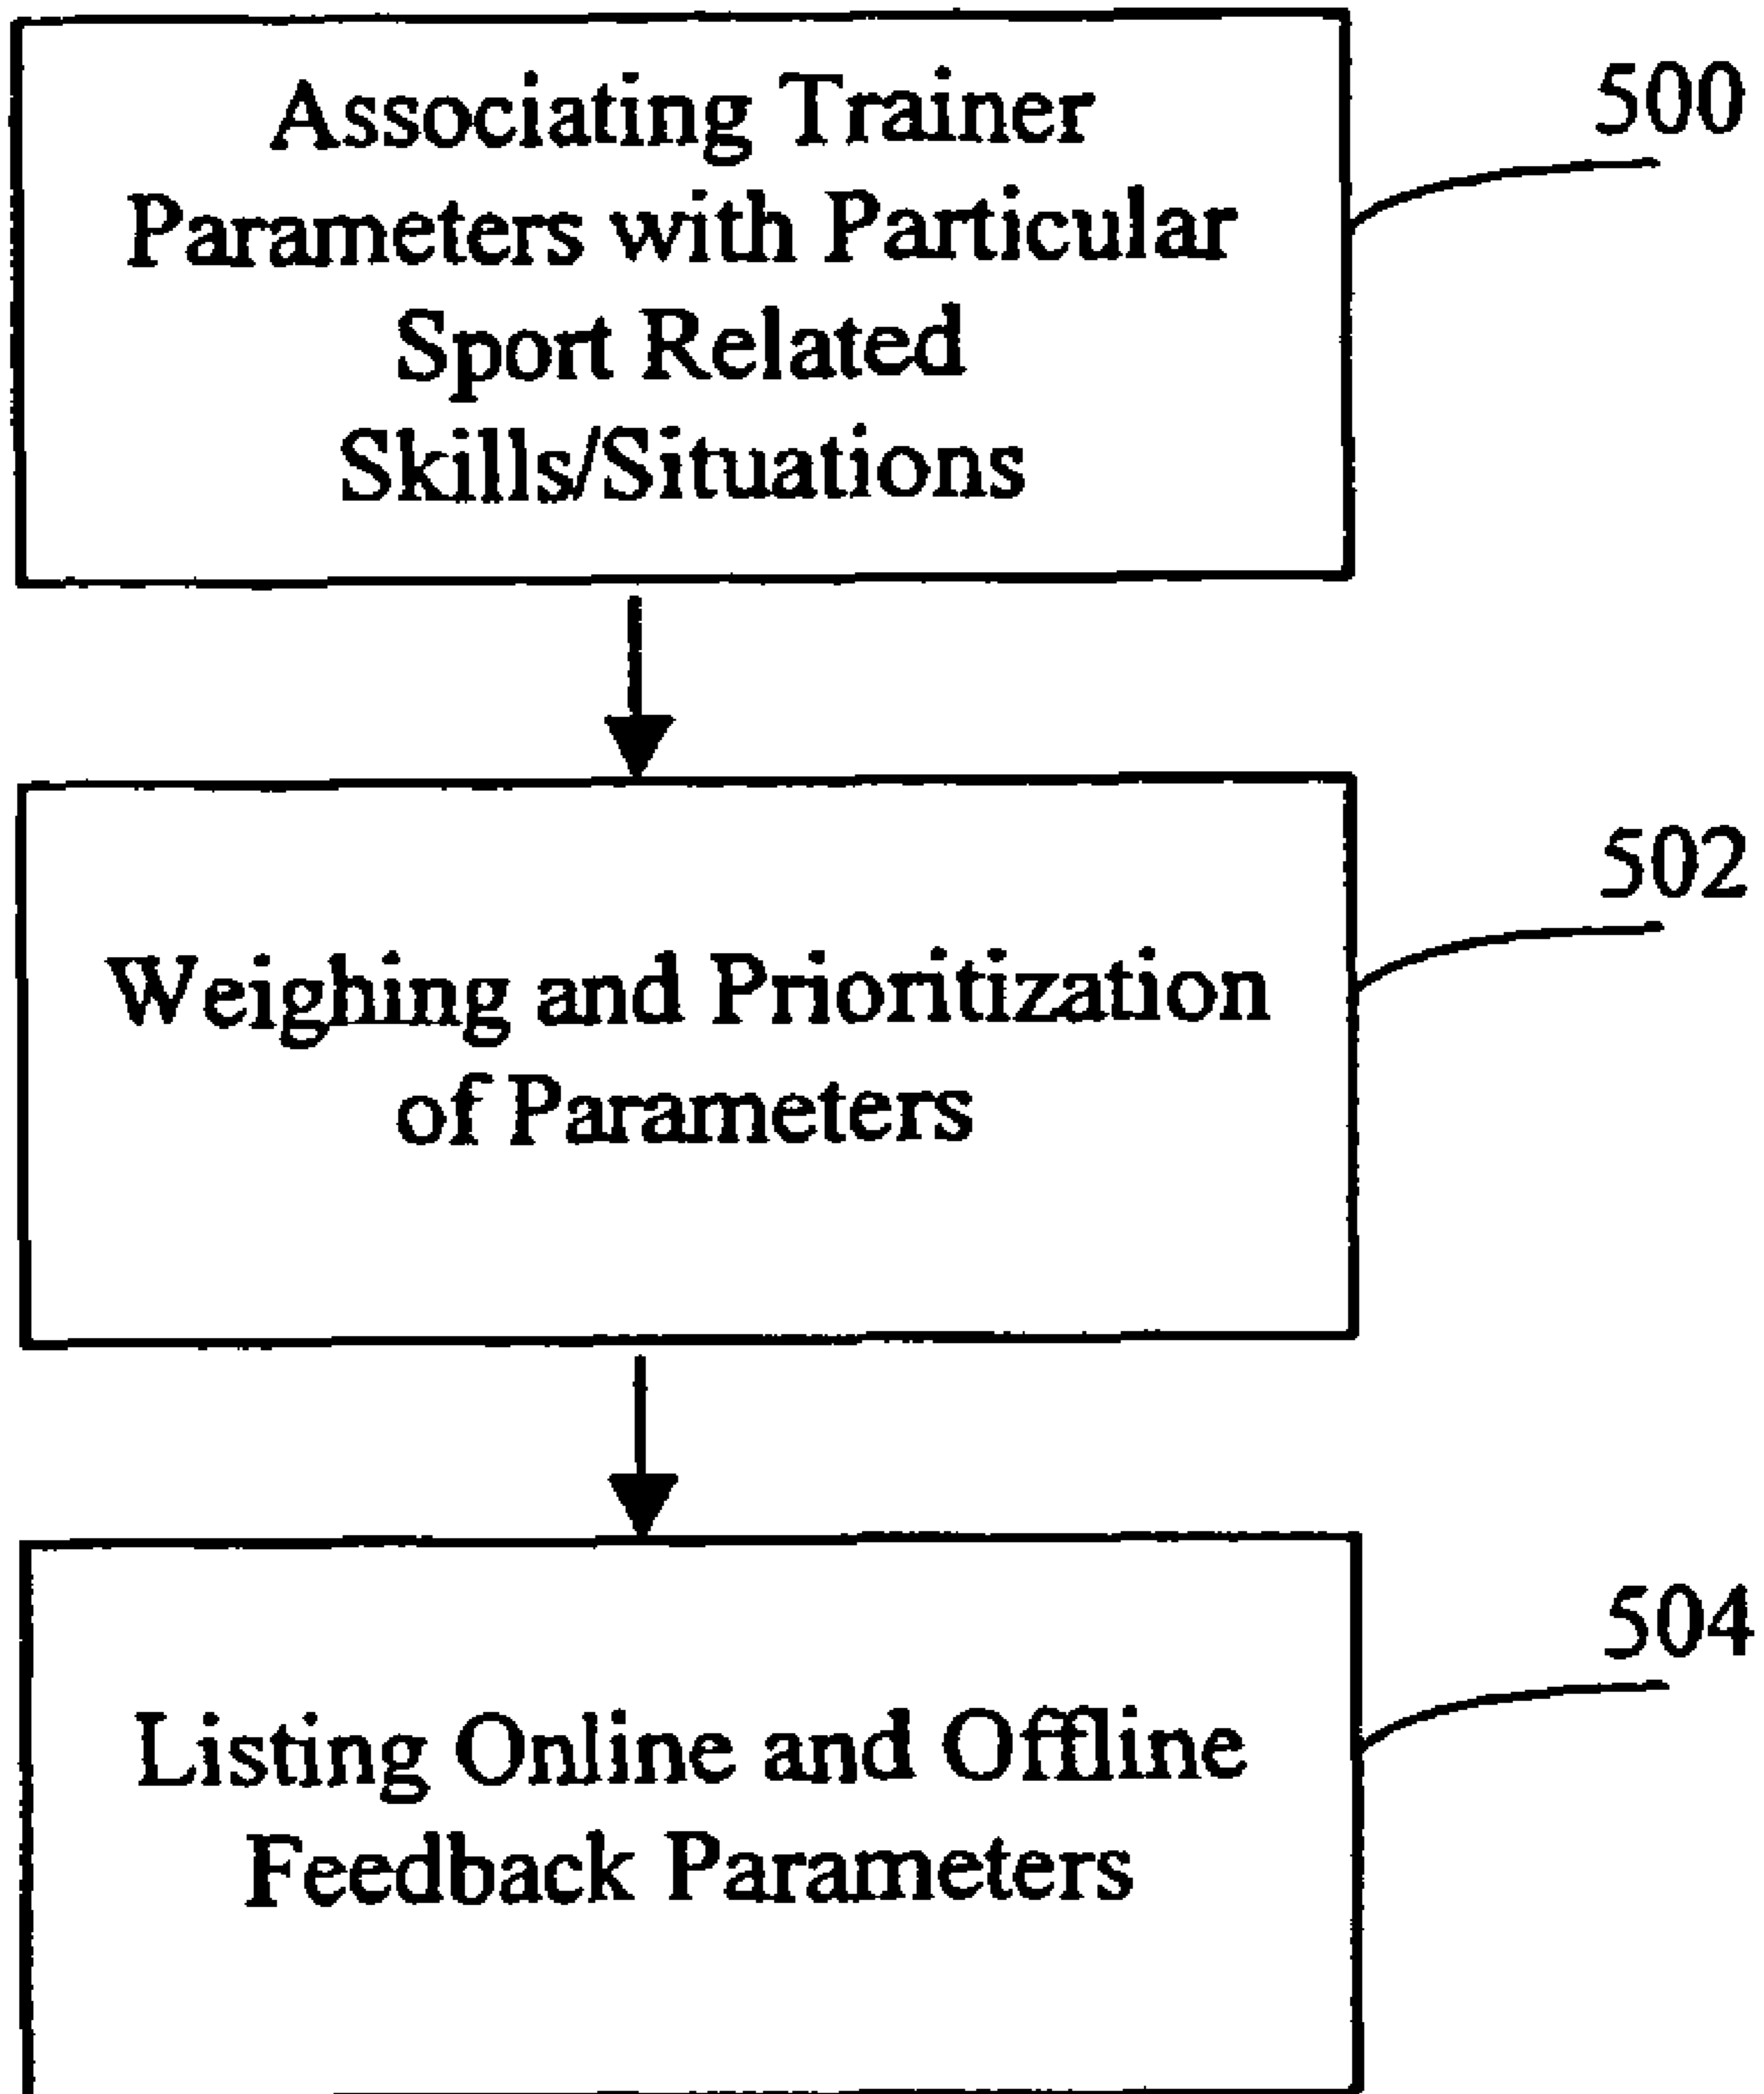 Associating Trainer
Parameters with Particular
Sport Related
Skills/Situations
500
Weighing and Prioritization
of Parameters
502
Listing Online and Offline
Feedback Parameters
504